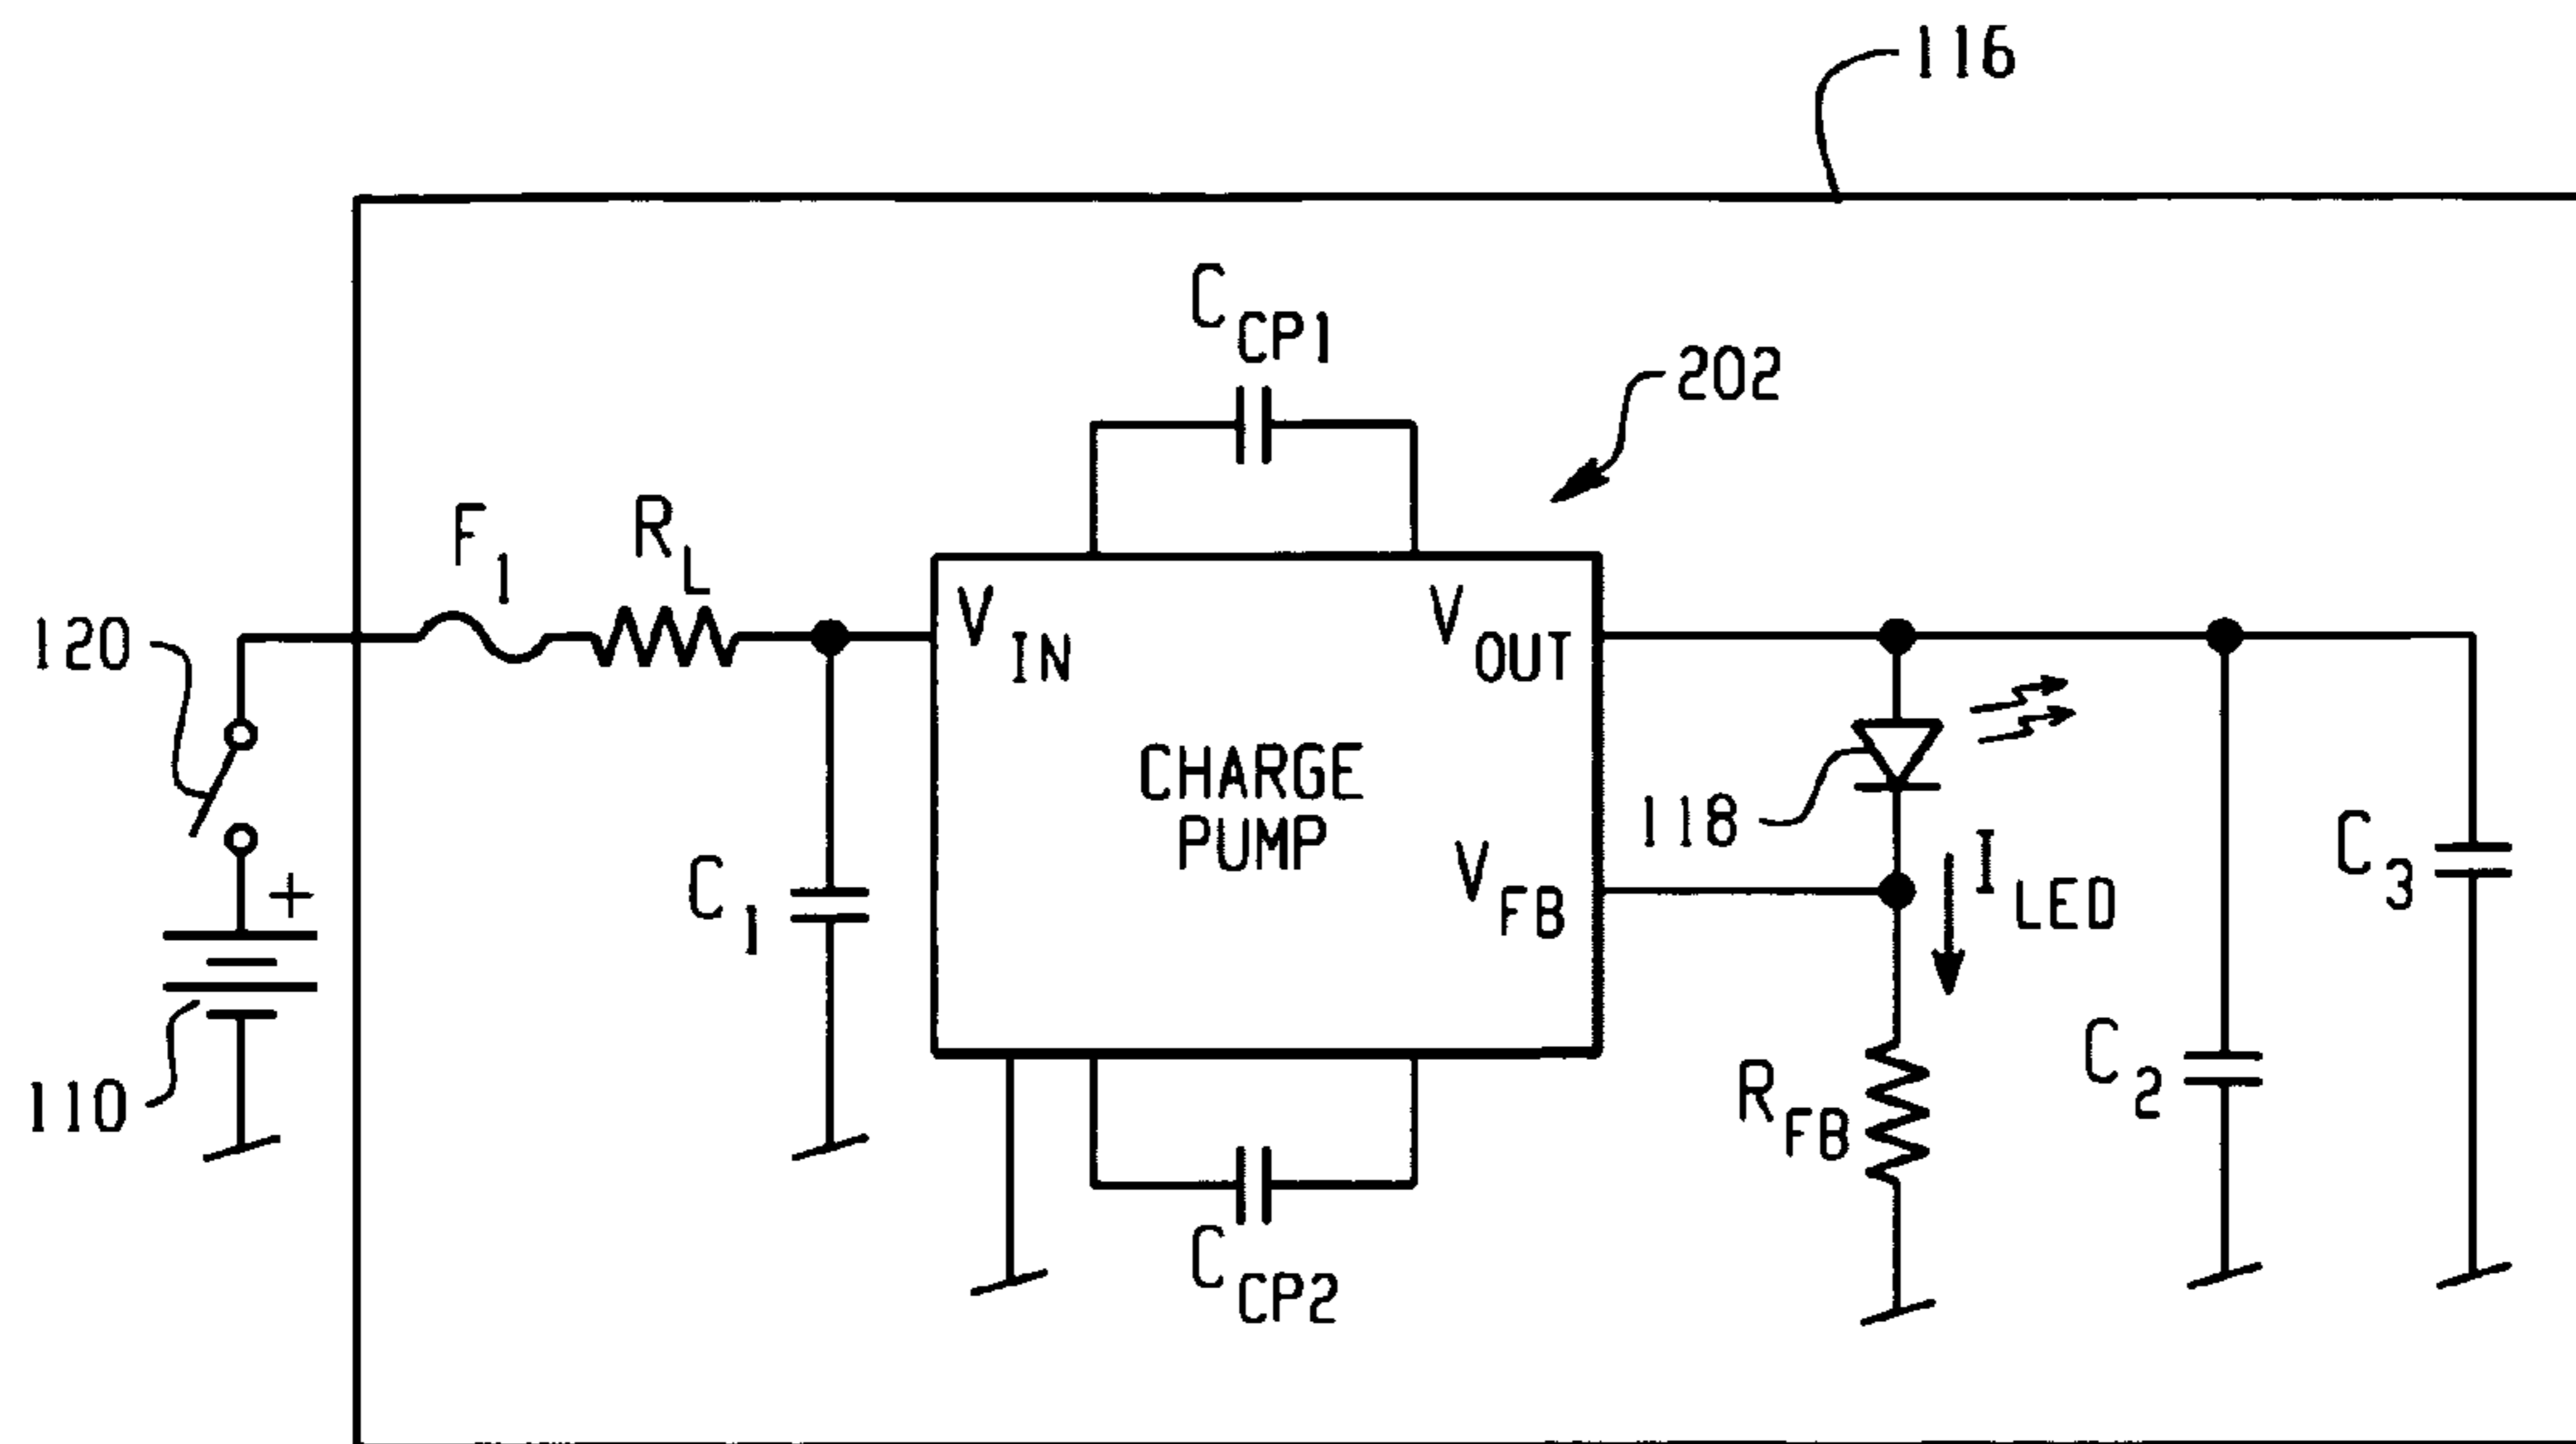 116
C CP1
202
F 1
R L
120
V IN
V OUT
CHARGE
PUMP
118
V FB
I LED
C 1
C 3
+
110
C 2
R FB
C CP2